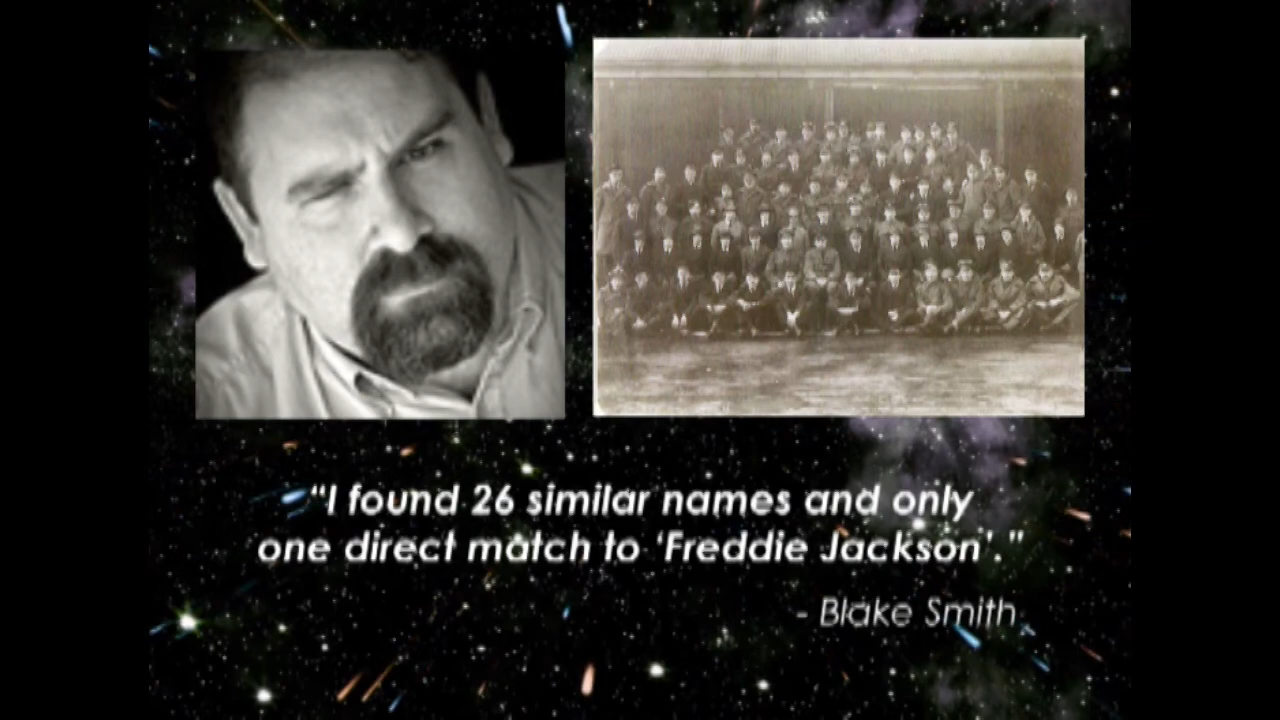 “I found 26 similar names and only
one direct match to ‘Freddie Jackson’.”
- Blake Smith